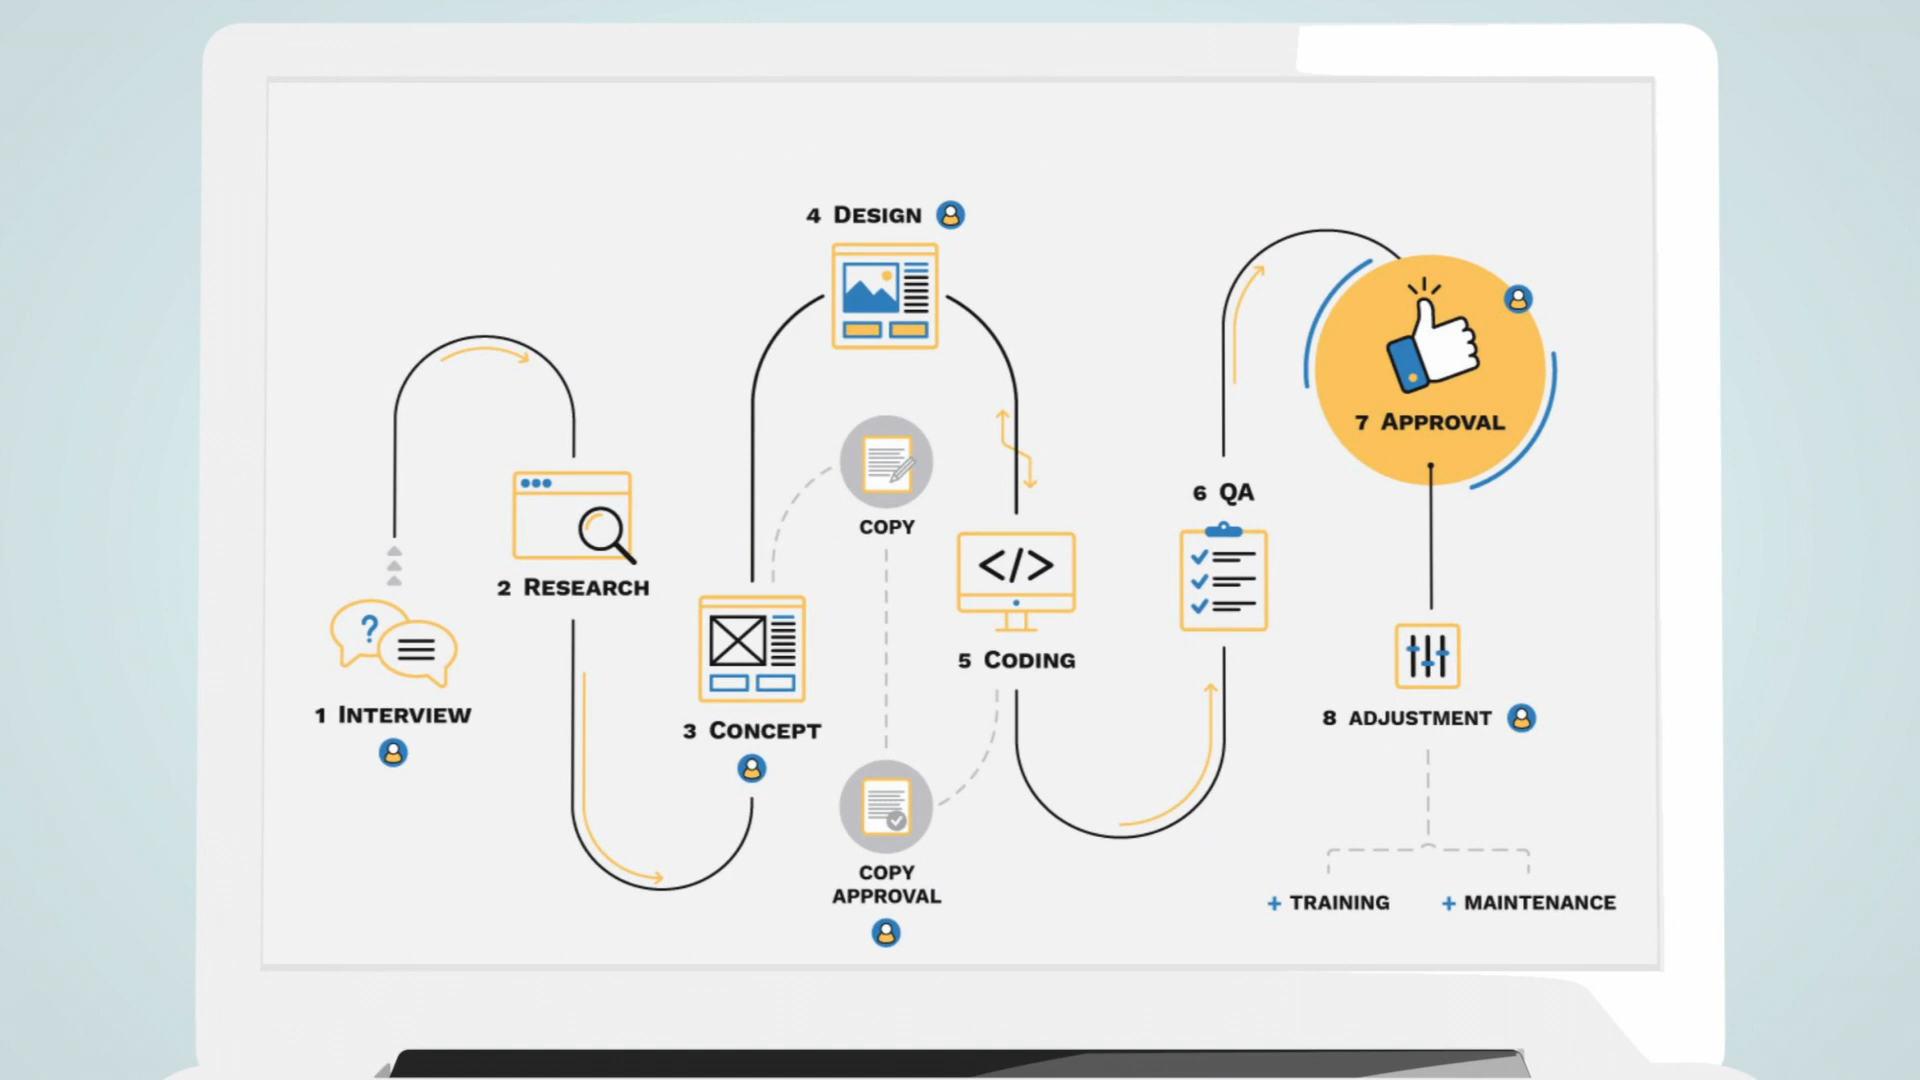 1 INTERVIEW
2 RESEARCH
3 CONCEPT
4 DESIGN
COPY
COPY
APPROVAL
</>
5 CODING
6 QA
7 APPROVAL
8 ADJUSTMENT
+ TRAINING
+ MAINTENANCE
?